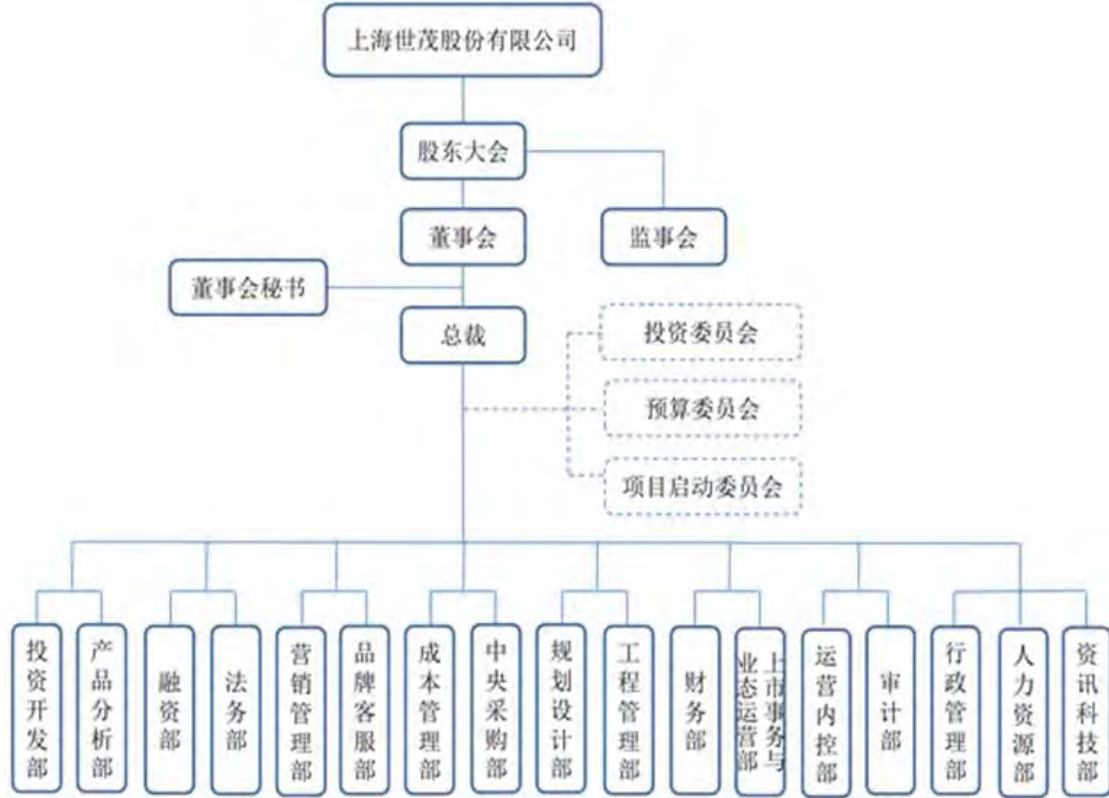 上海世茂股份有限公司
股东大会
董事会
监事会
董事会秘书
总裁
投资委员会
预算委员会
项目启动委员会
投资开发部
产品分析部
融资部
法务部
营销管理部
品牌客服部
成本管理部
中央采购部
规划设计部
工程管理部
财务部
上市事务与
业态运营部
运营内控部
审计部
行政管理部
人力资源部
资讯科技部